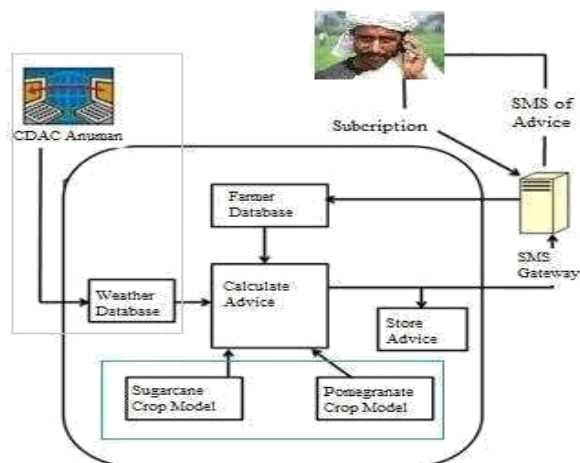 CDAC Anuman
Subcription
SMS of
Advice
Farmer
Database
SMS
Gateway
Weather
Database
Calculate
Advice
Store
Advice
Sugarcane
Crop Model
Pomegranate
Crop Model